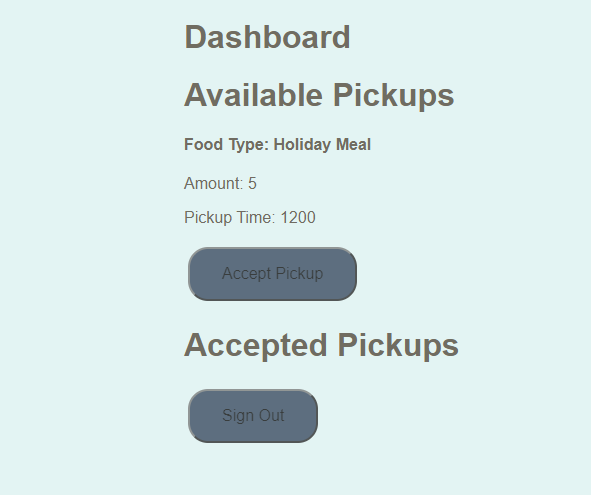 Dashboard
Available Pickups
Food Type: Holiday Meal
Amount: 5
Pickup Time: 1200
Accept Pickup
Accepted Pickups
Sign Out